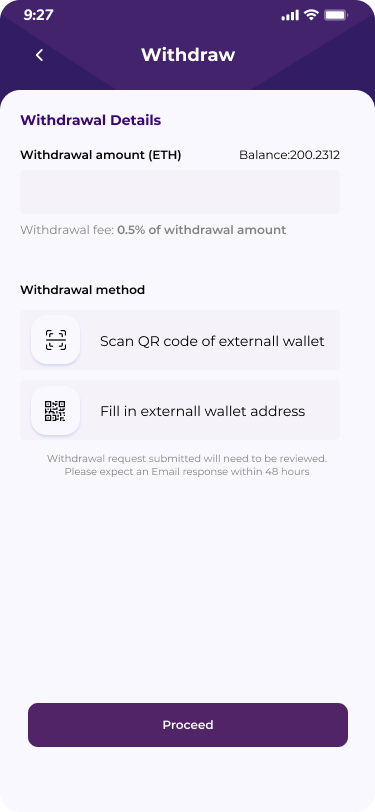 9:27
Withdraw
Withdrawal Details
Withdrawal amount (ETH) Balance:200.2312
Withdrawal fee: 0.5% of withdrawal amount
Withdrawal method
Scan QR code of externall wallet
Fill in externall wallet address
Withdrawal request submitted will need to be reviewed.
Please expect an Email response within 48 hours
Proceed